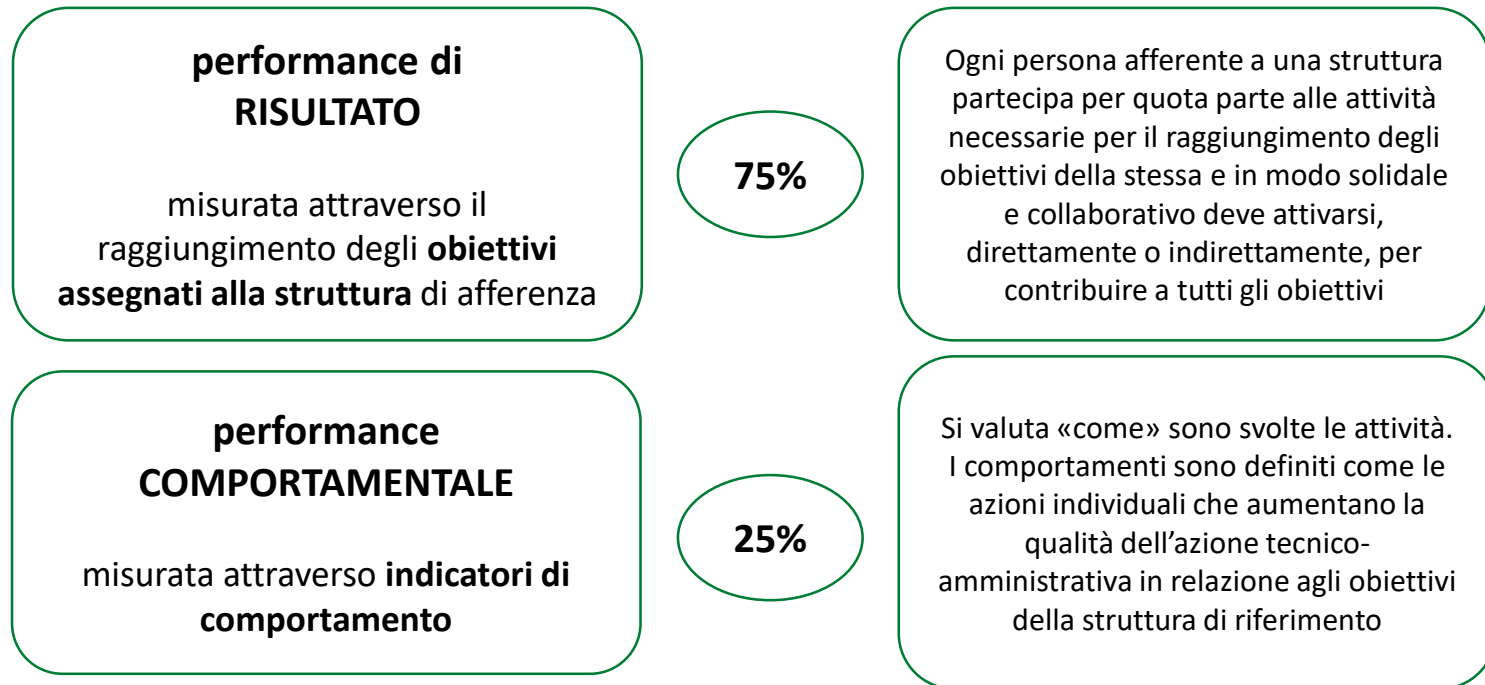 performance di
RISULTATO
misurata attraverso il
raggiungimento degli obiettivi
assegnati alla struttura di afferenza
75%
Ogni persona afferente a una struttura
partecipa per quota parte alle attività
necessarie per il raggiungimento degli
obiettivi della stessa e in modo solidale
e collaborativo deve attivarsi,
direttamente o indirettamente, per
contribuire a tutti gli obiettivi
performance
COMPORTAMENTALE
misurata attraverso indicatori di
comportamento
25%
Si valuta «come» sono svolte le attività.
I comportamenti sono definiti come le
azioni individuali che aumentano la
qualità dell’azione tecnico-
amministrativa in relazione agli obiettivi
della struttura di riferimento